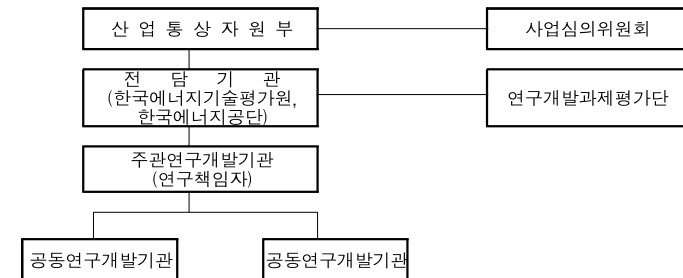 산 업 통 상 자 원 부
사업심의위원회
전 담 기 관
(한국에너지기술평가원,
한국에너지공단)
연구개발과제평가단
주관연구개발기관
(연구책임자)
공동연구개발기관
공동연구개발기관